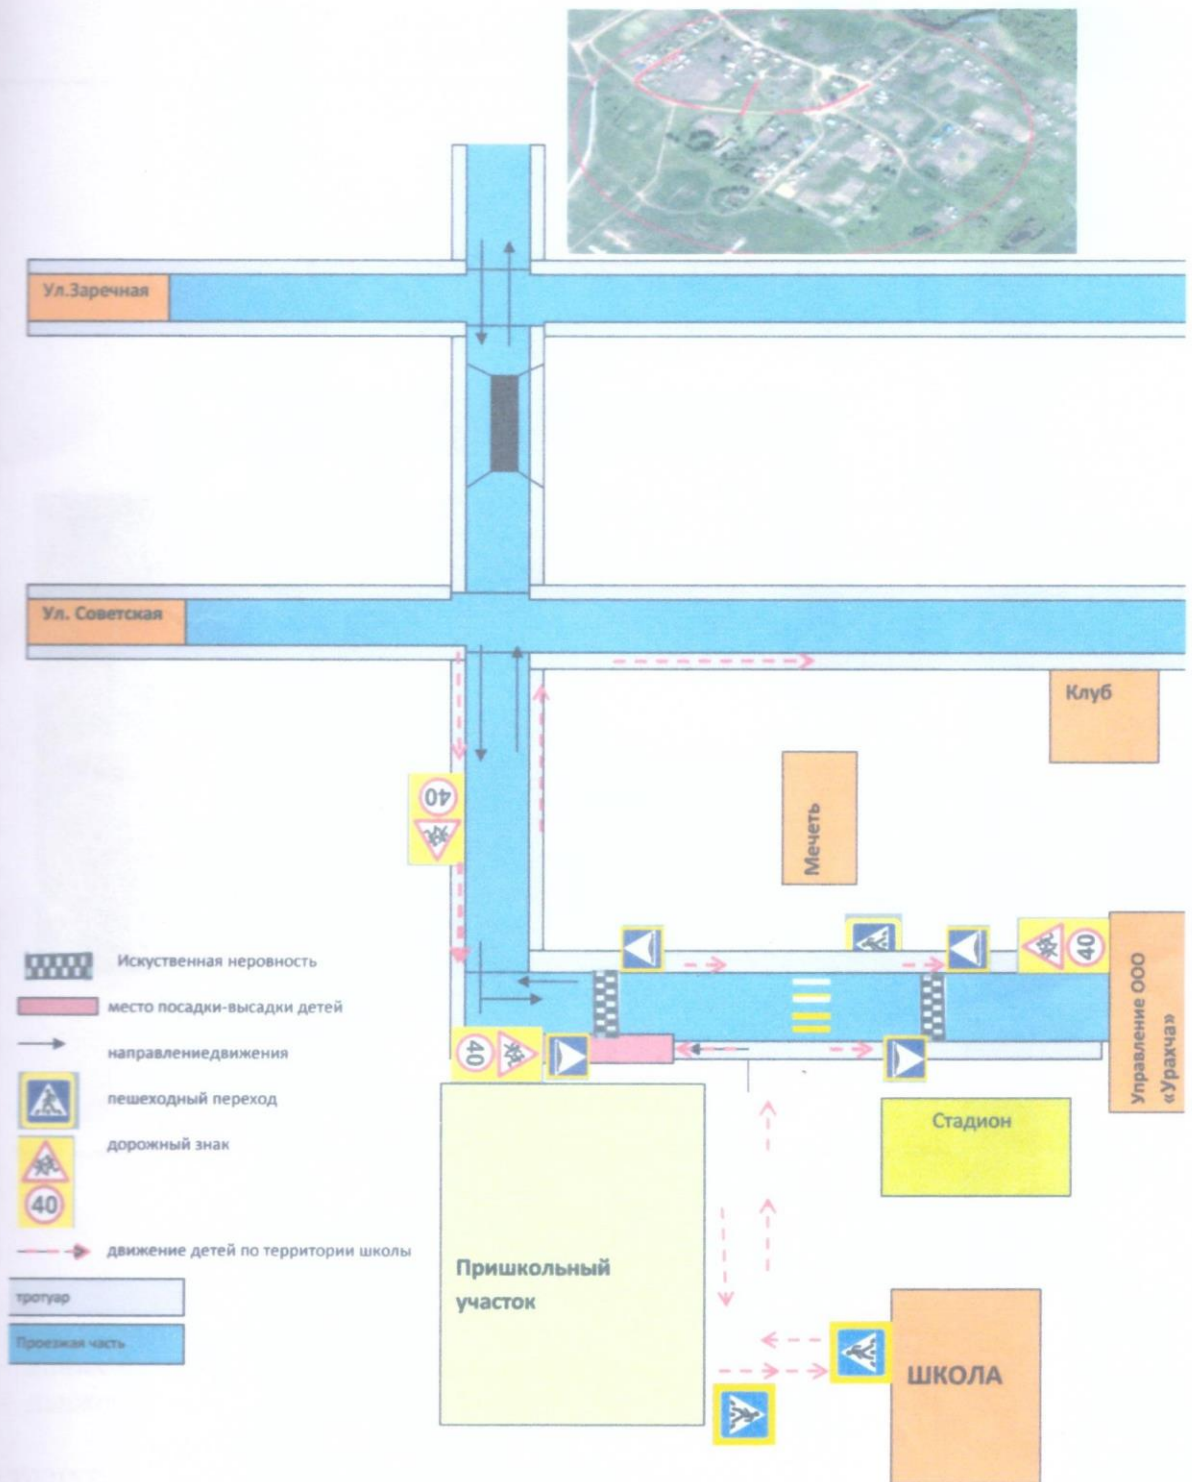 Ул.Заречная
Ул. Советская
Клуб
Мечеть
40
40
40
Управление ООО
«Урахча»
Искуственная неровность
место посадки-высадки детей
направлениедвижения
пешеходный переход
дорожный знак
40
движение детей по территории школы
тротуар
Проезжая часть
Стадион
Пришкольный
участок
ШКОЛА